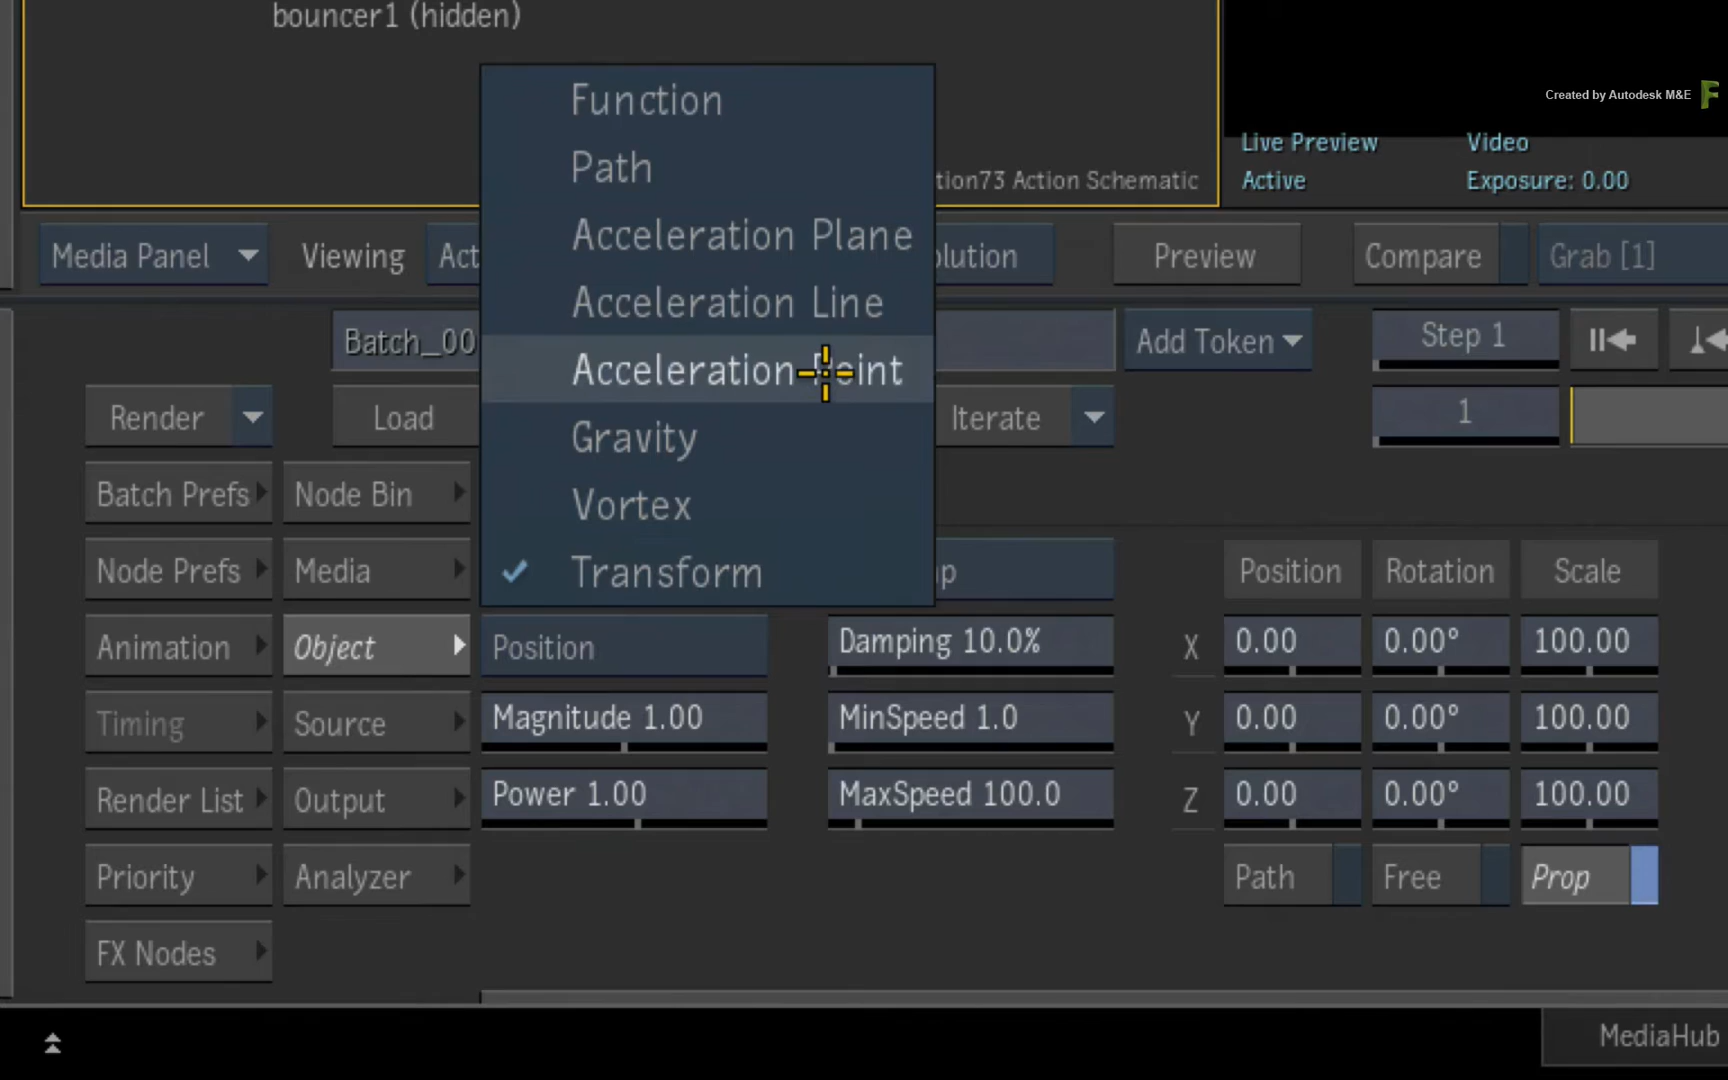 bouncer1 (hidden)
Created by Autodesk M&E
Function
Path
Acceleration Plane
Acceleration Line
Acceleration Point
Gravity
Vortex
Transform
tion73 Action Schematic
Live Preview
Video
Active
Exposure: 0.00
Media Panel
Viewing
Act
olution
Preview
Compare
Grab [1]
Batch_00
Add Token
Step 1
Render
Load
Iterate
1
Batch Prefs
Node Bin
Node Prefs
Media
p
Position
Rotation
Scale
Animation
Object
Position
Damping 10.0%
X
0.00
0.00°
100.00
Timing
Source
Magnitude 1.00
MinSpeed 1.0
Y
0.00
0.00°
100.00
Render List
Output
Power 1.00
MaxSpeed 100.0
Z
0.00
0.00°
100.00
Priority
Analyzer
Path
Free
Prop
FX Nodes
MediaHub